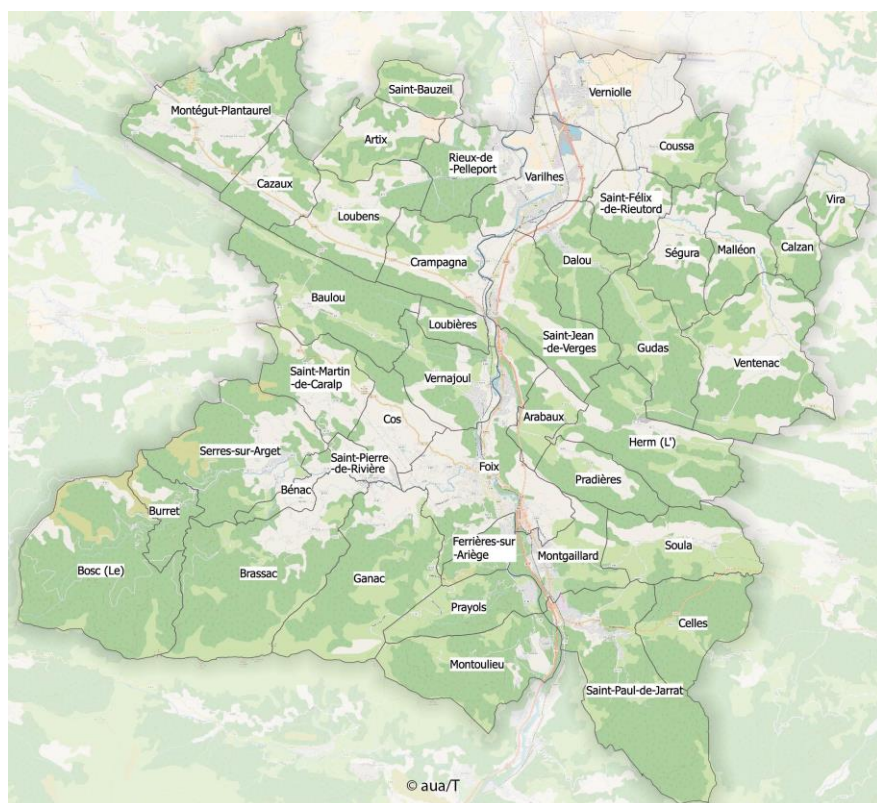 Saint-Bauzeil
Verniolle
Montégut-Plantaurel
Artix
Coussa
Rieux-de
-Pelleport
Varilhes
Cazaux
Saint-Félix
-de-Rieutord
Vira
Loubens
Ségura
Malléon
Calzan
Crampagna
Dalou
Baulou
Loubières
Saint-Jean
-de-Verges
Gudas
Ventenac
Saint-Martin
-de-Caralp
Vernajoul
Cos
Arabaux
Herm (L')
Serres-sur-Arget
Saint-Pierre
-de-Rivière
Foix
Pradières
Bénac
Burret
Ferrières-sur
-Ariège
Montgaillard
Soula
Bosc (Le)
Brassac
Ganac
Prayols
Celles
Montoulieu
Saint-Paul-de-Jarrat
© aua/T